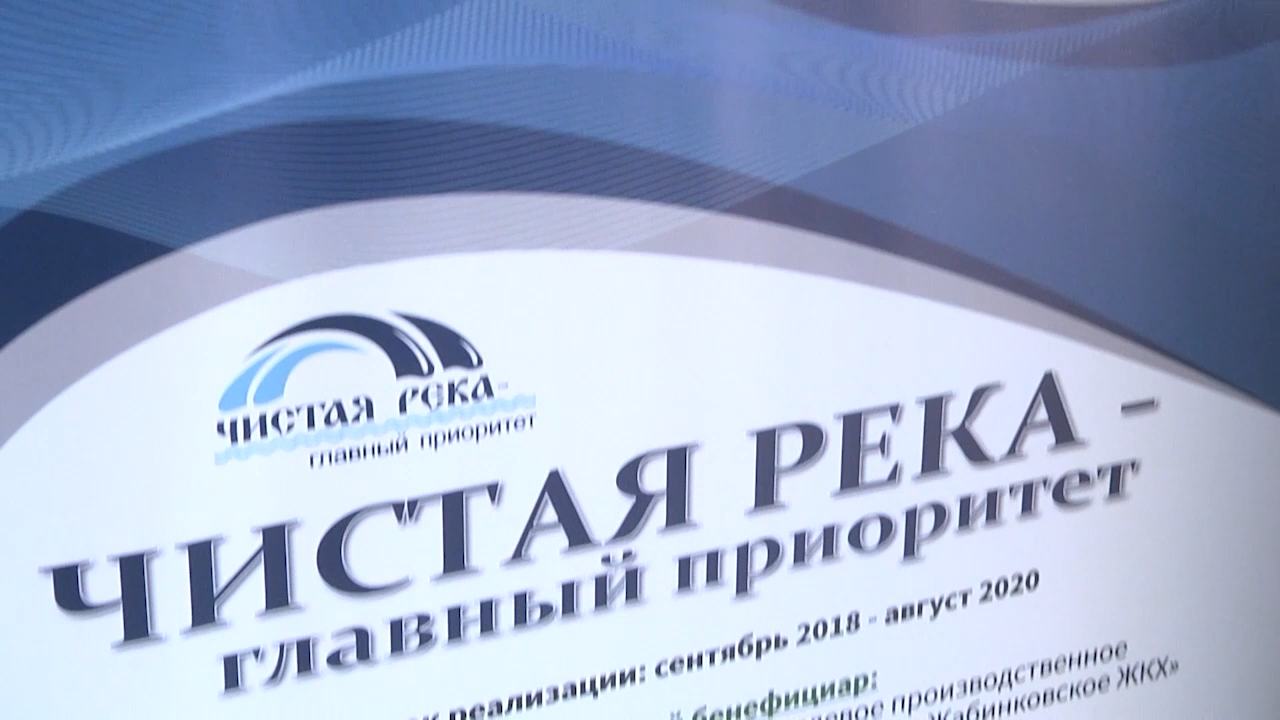 ЧИСТАЯ РЕКА-
главный приоритет
ЧИСТАЯ РЕКА -
главный приоритет
реализации: сентябрь 2018 - август 2020
бенефициар:
производственное
Жабинковское ЖКХ»